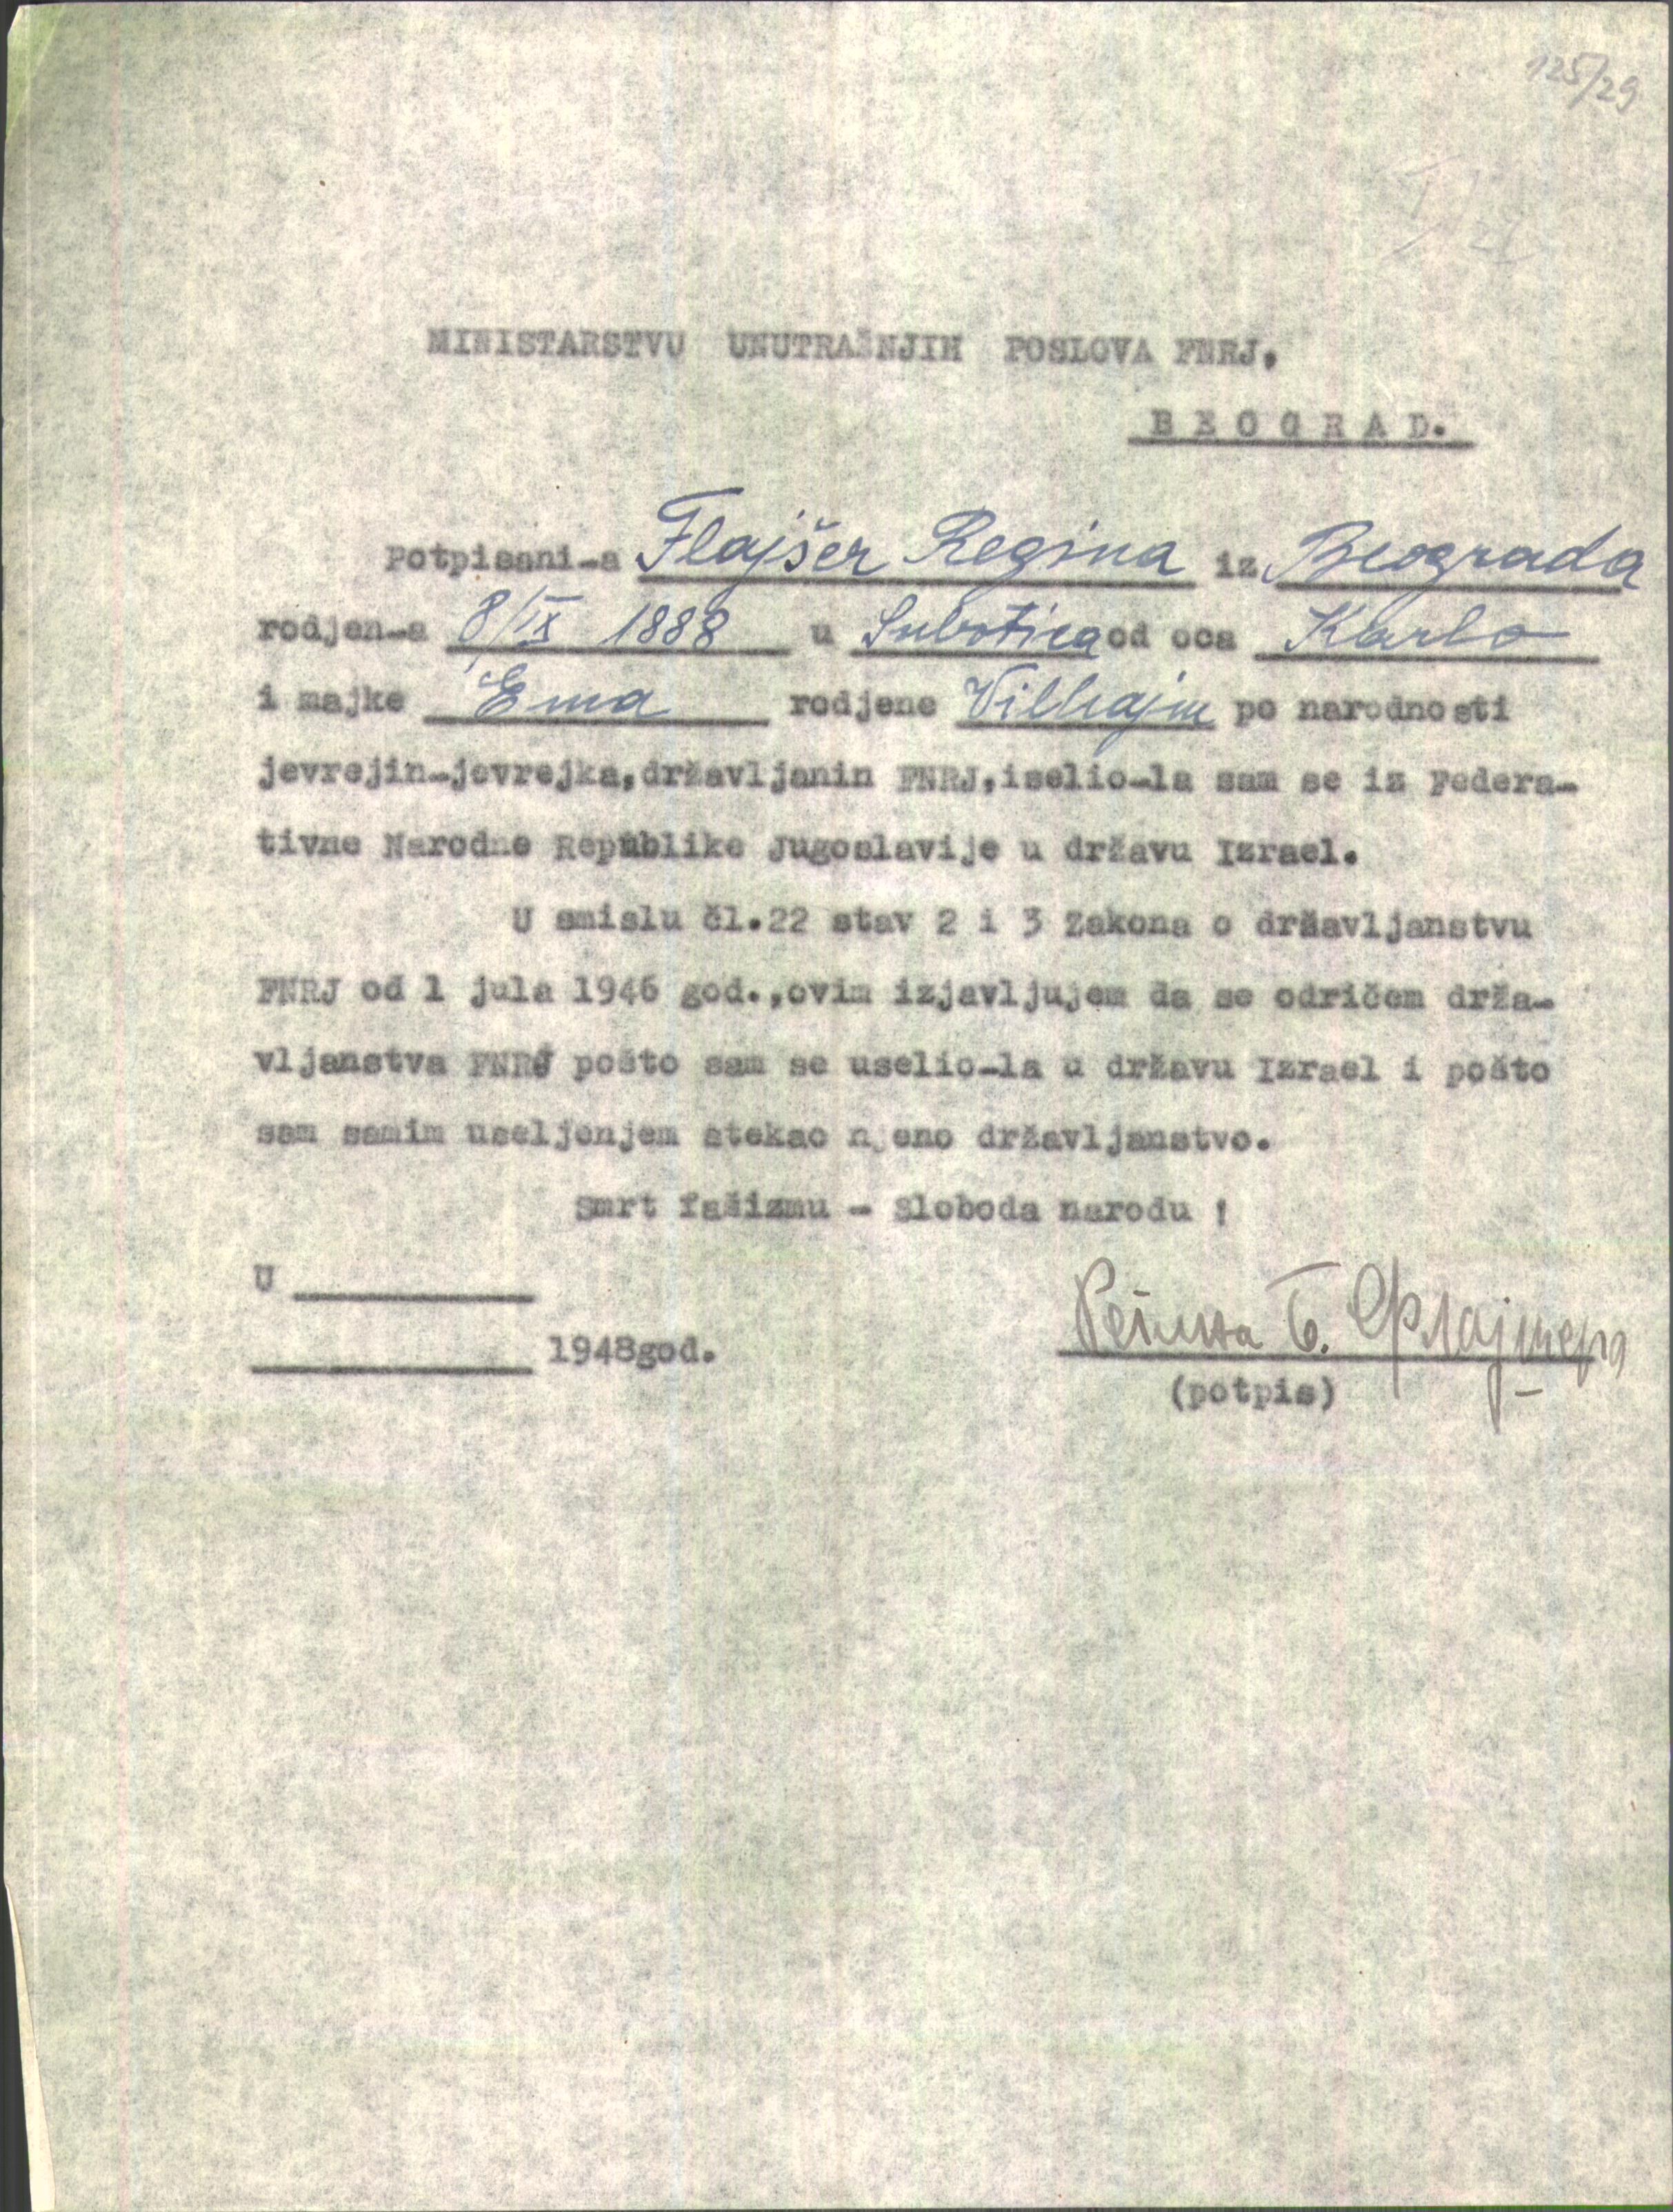 125/29
MINISTARSTVU UNUTRAŠNJIH POSLOVA FNRJ.
BEOGRAD.
Potpisani-a Flajšer Regina iz Beograda
rodjen-a 8/IX 1888 u Subotica od oca Karlo
i majke Ema rodjene Vilhajm po narodnosti
jevrejin-jevrejka,državljanin FNRJ,iselio-la sam se iz Federa-
tivne Narodne Republike Jugoslavije u državu Izrael.
U smislu čl.22 stav 2 i 3 Zakona o državljanstvu
FNRJ od 1 jula 1946 god.,ovim izjavljujem da se odričem drža-
vljanstva FNRJ pošto sam se uselio-la u državu Izrael i pošto
sam samim useljenjem stekao njeno državljanstvo.
Smrt fašizmu - Sloboda narodu !
U
1948god.
Регина Б. Флајшера
(potpis)